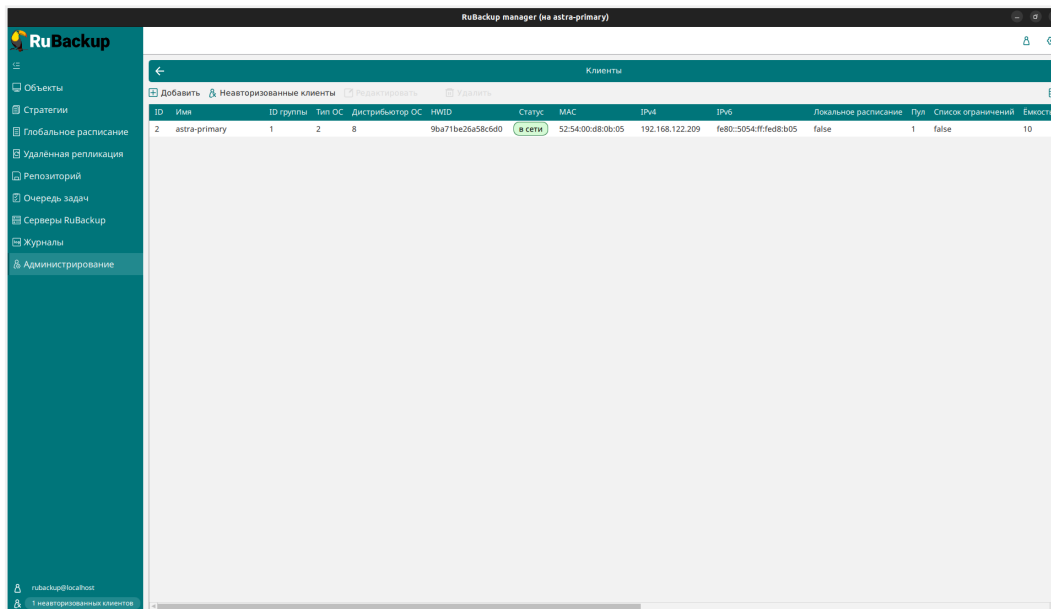 RuBackup manager (на astra-primary)
RuBackup
Клиенты
Объекты
Стратегии
Глобальное расписание
Удалённая репликация
Репозиторий
Очередь задач
Серверы RuBackup
Журналы
Администрирование
Добавить Неавторизованные клиенты Редактировать Удалить
ID Имя ID группы Тип ОС Дистрибьютор ОС HWID Статус MAC IPv4 IPv6 Локальное расписание Пул Список ограничений Ёмкость
2 astra-primary 1 2 8 9ba71be26a58c6d0 в сети 52:54:00:d8:0b:05 192.168.122.209 fe80::5054:ff:fed8:b05 false 1 false 10
rubackup@localhost
1 неавторизованных клиентов